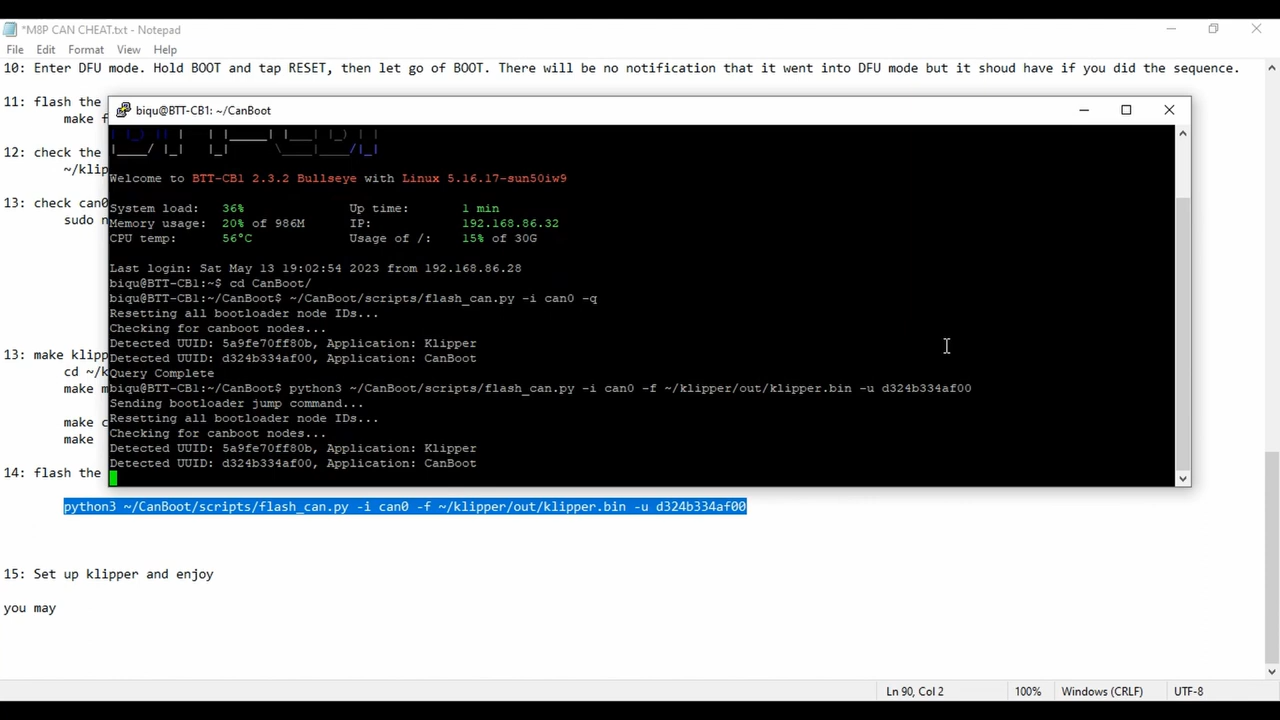 *M8P CAN CHEAT.txt - Notepad
File Edit Format View Help
10: Enter DFU mode. Hold BOOT and tap RESET, then let go of BOOT. There will be no notification that it went into DFU mode but it shoud have if you did the sequence.
11: flash the
make f
12: check the
~/klip
13: check can0
sudo n
13: make klipp
cd ~/k
make m
make c
make
14: flash the
biqu@BTT-CB1: ~/CanBoot
Welcome to BTT-CB1 2.3.2 Bullseye with Linux 5.16.17-sun50iw9
System load: 36% Up time: 1 min
Memory usage: 20% of 986M IP: 192.168.86.32
CPU temp: 56°C Usage of /: 15% of 30G
Last login: Sat May 13 19:02:54 2023 from 192.168.86.28
biqu@BTT-CB1:~$ cd CanBoot/
biqu@BTT-CB1:~/CanBoot$ ~/CanBoot/scripts/flash_can.py -i can0 -q
Resetting all bootloader node IDs...
Checking for canboot nodes...
Detected UUID: 5a9fe70ff80b, Application: Klipper
Detected UUID: d324b334af00, Application: CanBoot
Query Complete
biqu@BTT-CB1:~/CanBoot$ python3 ~/CanBoot/scripts/flash_can.py -i can0 -f ~/klipper/out/klipper.bin -u d324b334af00
Sending bootloader jump command...
Resetting all bootloader node IDs...
Checking for canboot nodes...
Detected UUID: 5a9fe70ff80b, Application: Klipper
Detected UUID: d324b334af00, Application: CanBoot
python3 ~/CanBoot/scripts/flash_can.py -i can0 -f ~/klipper/out/klipper.bin -u d324b334af00
15: Set up klipper and enjoy
you may
Ln 90, Col 2 100% Windows (CRLF) UTF-8